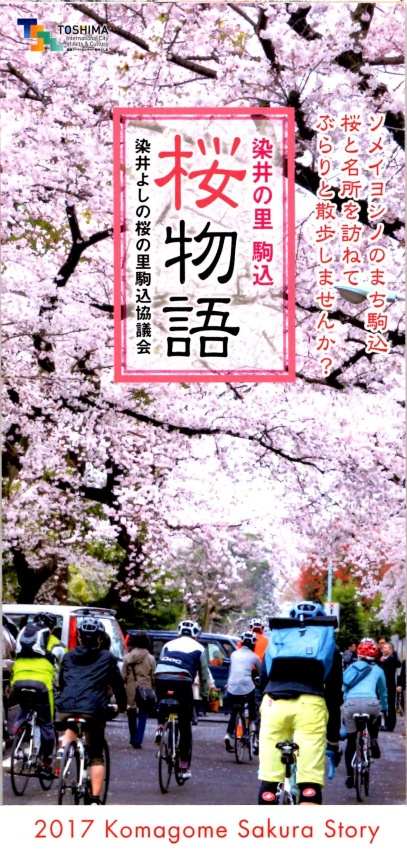 TOSHIMA
International City
of Arts & Culture
ソメイヨシノのまち駒込
桜と名所を訪ねて
ぶらりと散歩しませんか?
染井の里 駒込
桜物語
染井よしの桜の里駒込協議会
2017 Komagome Sakura Story